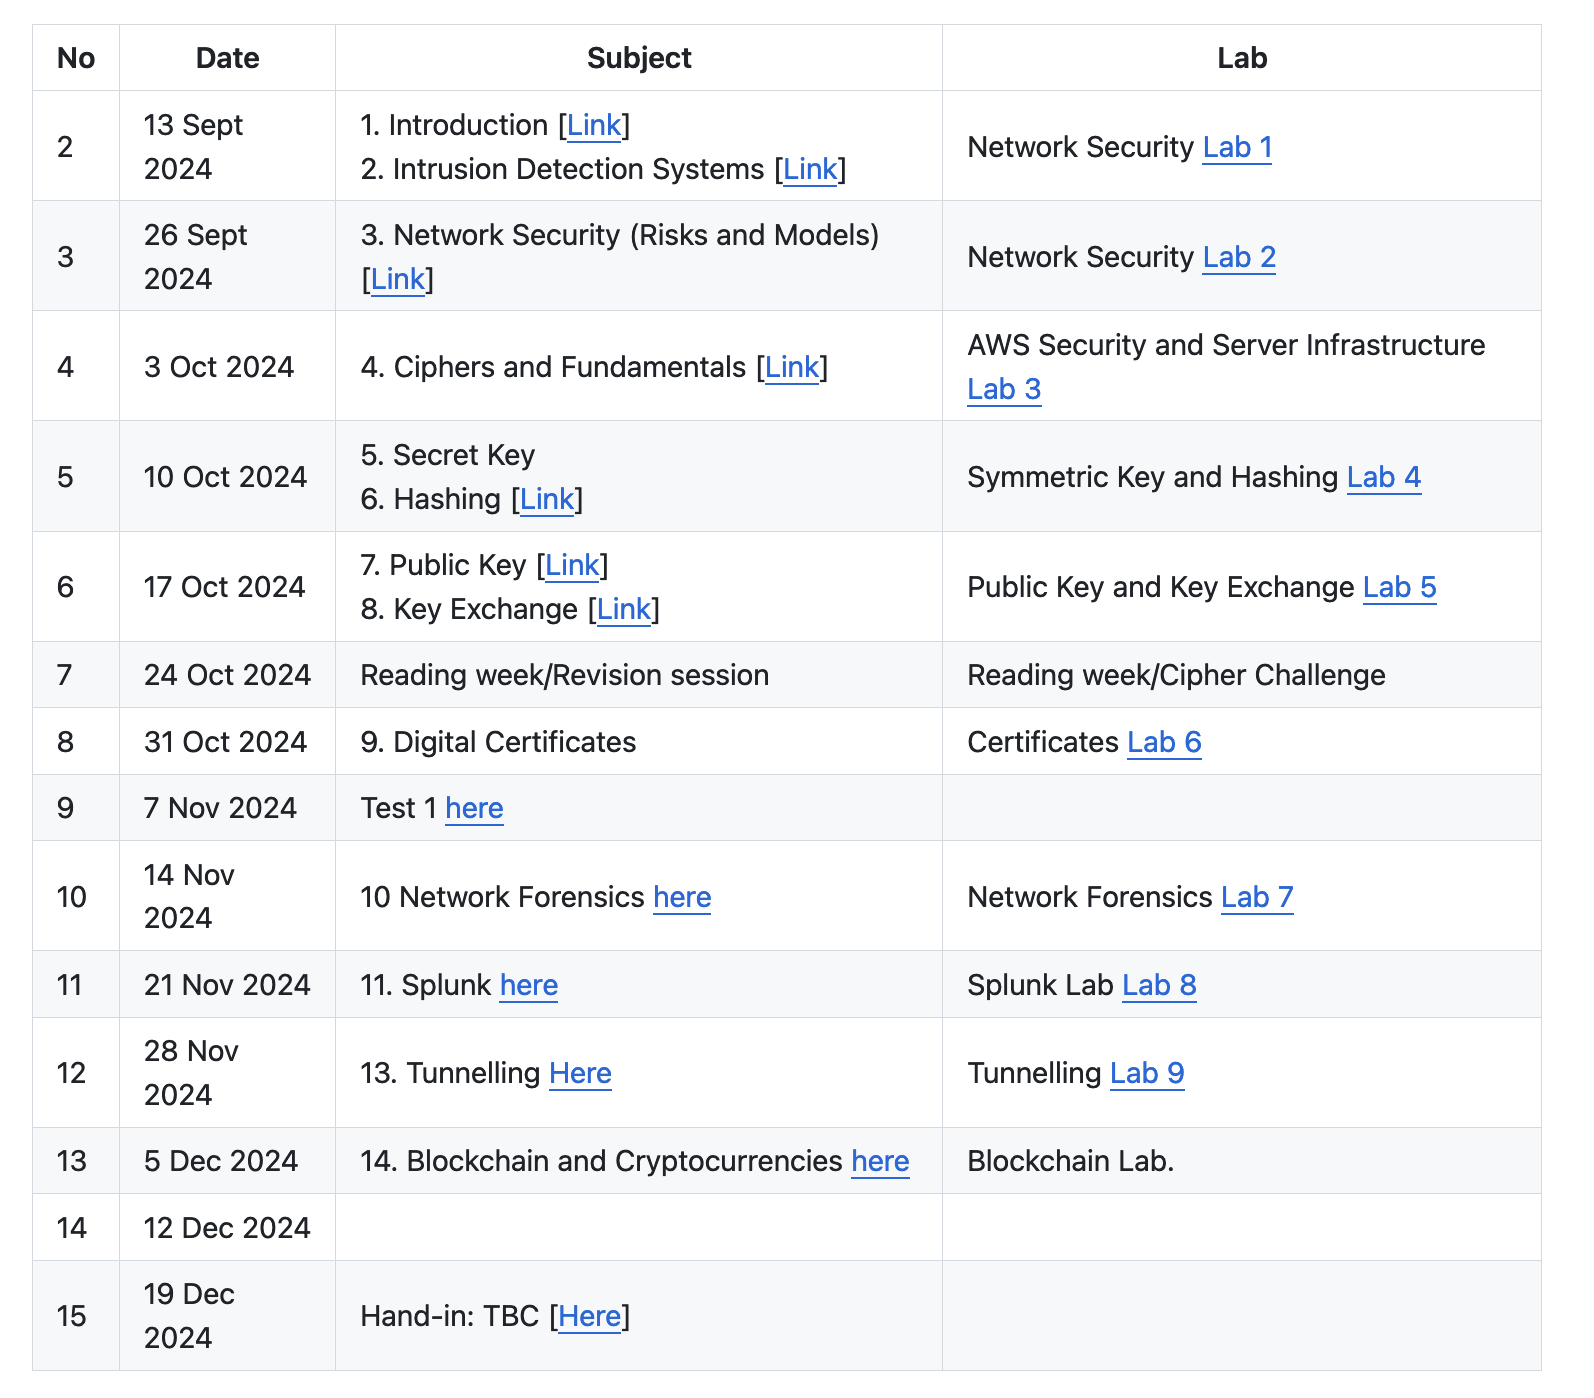 No Date Subject Lab
2 13 Sept 2024 1. Introduction [Link]
2. Intrusion Detection Systems [Link] Network Security Lab 1
3 26 Sept 2024 3. Network Security (Risks and Models) [Link] Network Security Lab 2
4 3 Oct 2024 4. Ciphers and Fundamentals [Link] AWS Security and Server Infrastructure Lab 3
5 10 Oct 2024 5. Secret Key
6. Hashing [Link] Symmetric Key and Hashing Lab 4
6 17 Oct 2024 7. Public Key [Link]
8. Key Exchange [Link] Public Key and Key Exchange Lab 5
7 24 Oct 2024 Reading week/Revision session Reading week/Cipher Challenge
8 31 Oct 2024 9. Digital Certificates Certificates Lab 6
9 7 Nov 2024 Test 1 here
10 14 Nov 2024 10 Network Forensics here Network Forensics Lab 7
11 21 Nov 2024 11. Splunk here Splunk Lab Lab 8
12 28 Nov 2024 13. Tunnelling Here Tunnelling Lab 9
13 5 Dec 2024 14. Blockchain and Cryptocurrencies here Blockchain Lab.
14 12 Dec 2024
15 19 Dec 2024 Hand-in: TBC [Here]